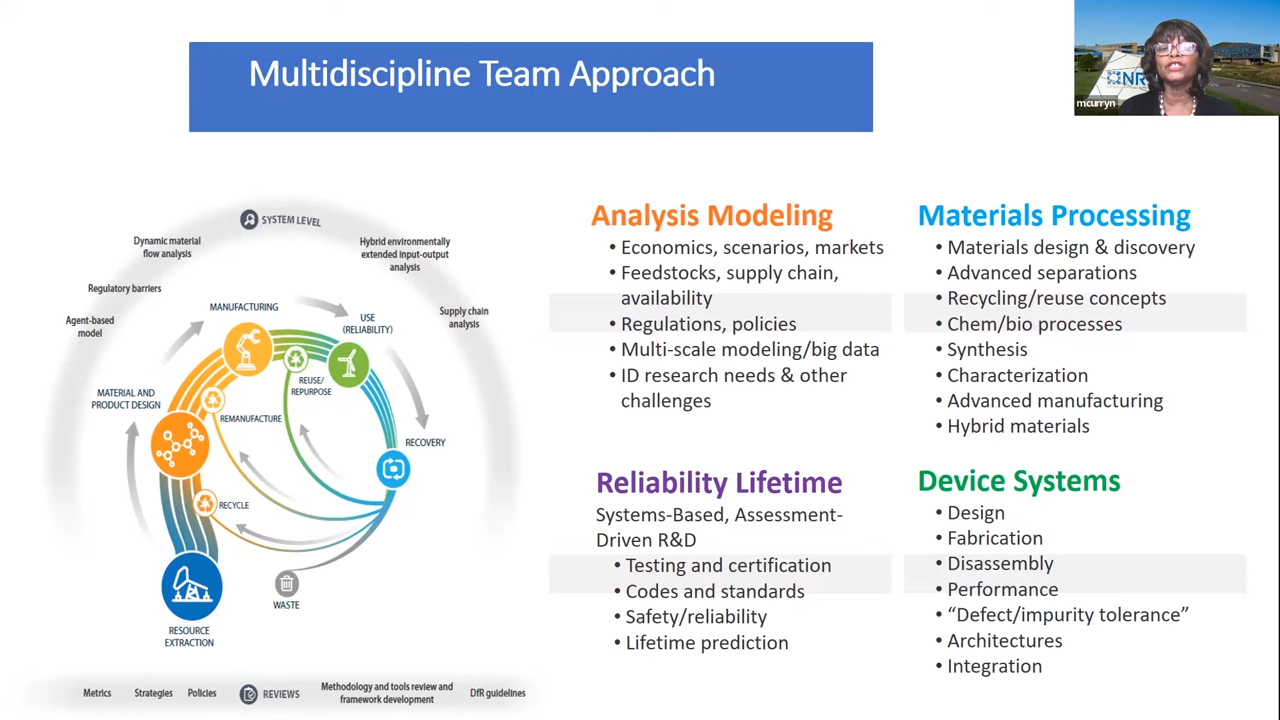 Multidiscipline Team Approach
NR
mcurryn
SYSTEM LEVEL
Dynamic material
flow analysis
Hybrid environmentally
extended input-output
analysis
Regulatory barriers
Agent-based
model
Supply chain
analysis
MANUFACTURING
USE
(RELIABILITY)
MATERIAL AND
PRODUCT DESIGN
REUSE/
REPURPOSE
REMANUFACTURE
RECOVERY
RECYCLE
WASTE
RESOURCE
EXTRACTION
Metrics
Strategies
Policies
REVIEWS
Methodology and tools review and
framework development
DfR guidelines
Analysis Modeling
• Economics, scenarios, markets
• Feedstocks, supply chain,
availability
• Regulations, policies
• Multi-scale modeling/big data
• ID research needs & other
challenges
Materials Processing
• Materials design & discovery
• Advanced separations
• Recycling/reuse concepts
• Chem/bio processes
• Synthesis
• Characterization
• Advanced manufacturing
• Hybrid materials
Reliability Lifetime
Systems-Based, Assessment-
Driven R&D
• Testing and certification
• Codes and standards
• Safety/reliability
• Lifetime prediction
Device Systems
• Design
• Fabrication
• Disassembly
• Performance
• “Defect/impurity tolerance”
• Architectures
• Integration